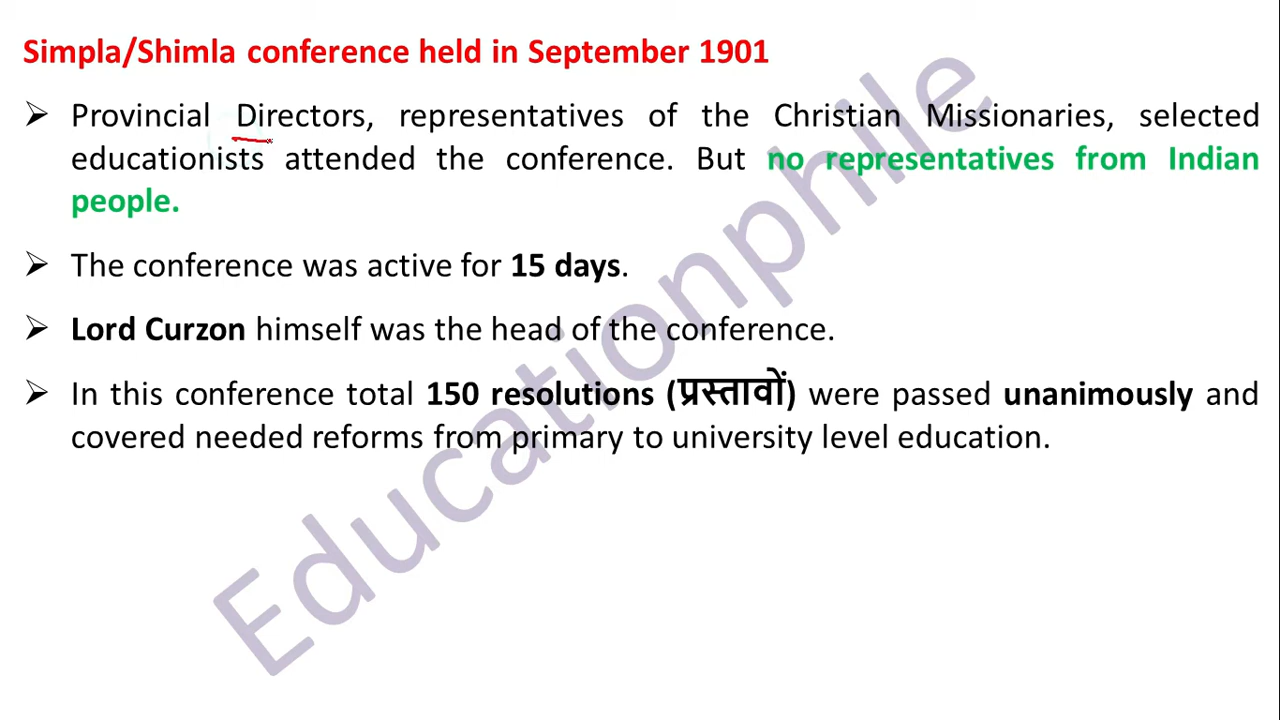 Simpla/Shimla conference held in September 1901
➢ Provincial Directors, representatives of the Christian Missionaries, selected
educationists attended the conference. But no representatives from Indian
people.
➢ The conference was active for 15 days.
➢ Lord Curzon himself was the head of the conference.
➢ In this conference total 150 resolutions (प्रस्तावों) were passed unanimously and
covered needed reforms from primary to university level education.
Educationphile